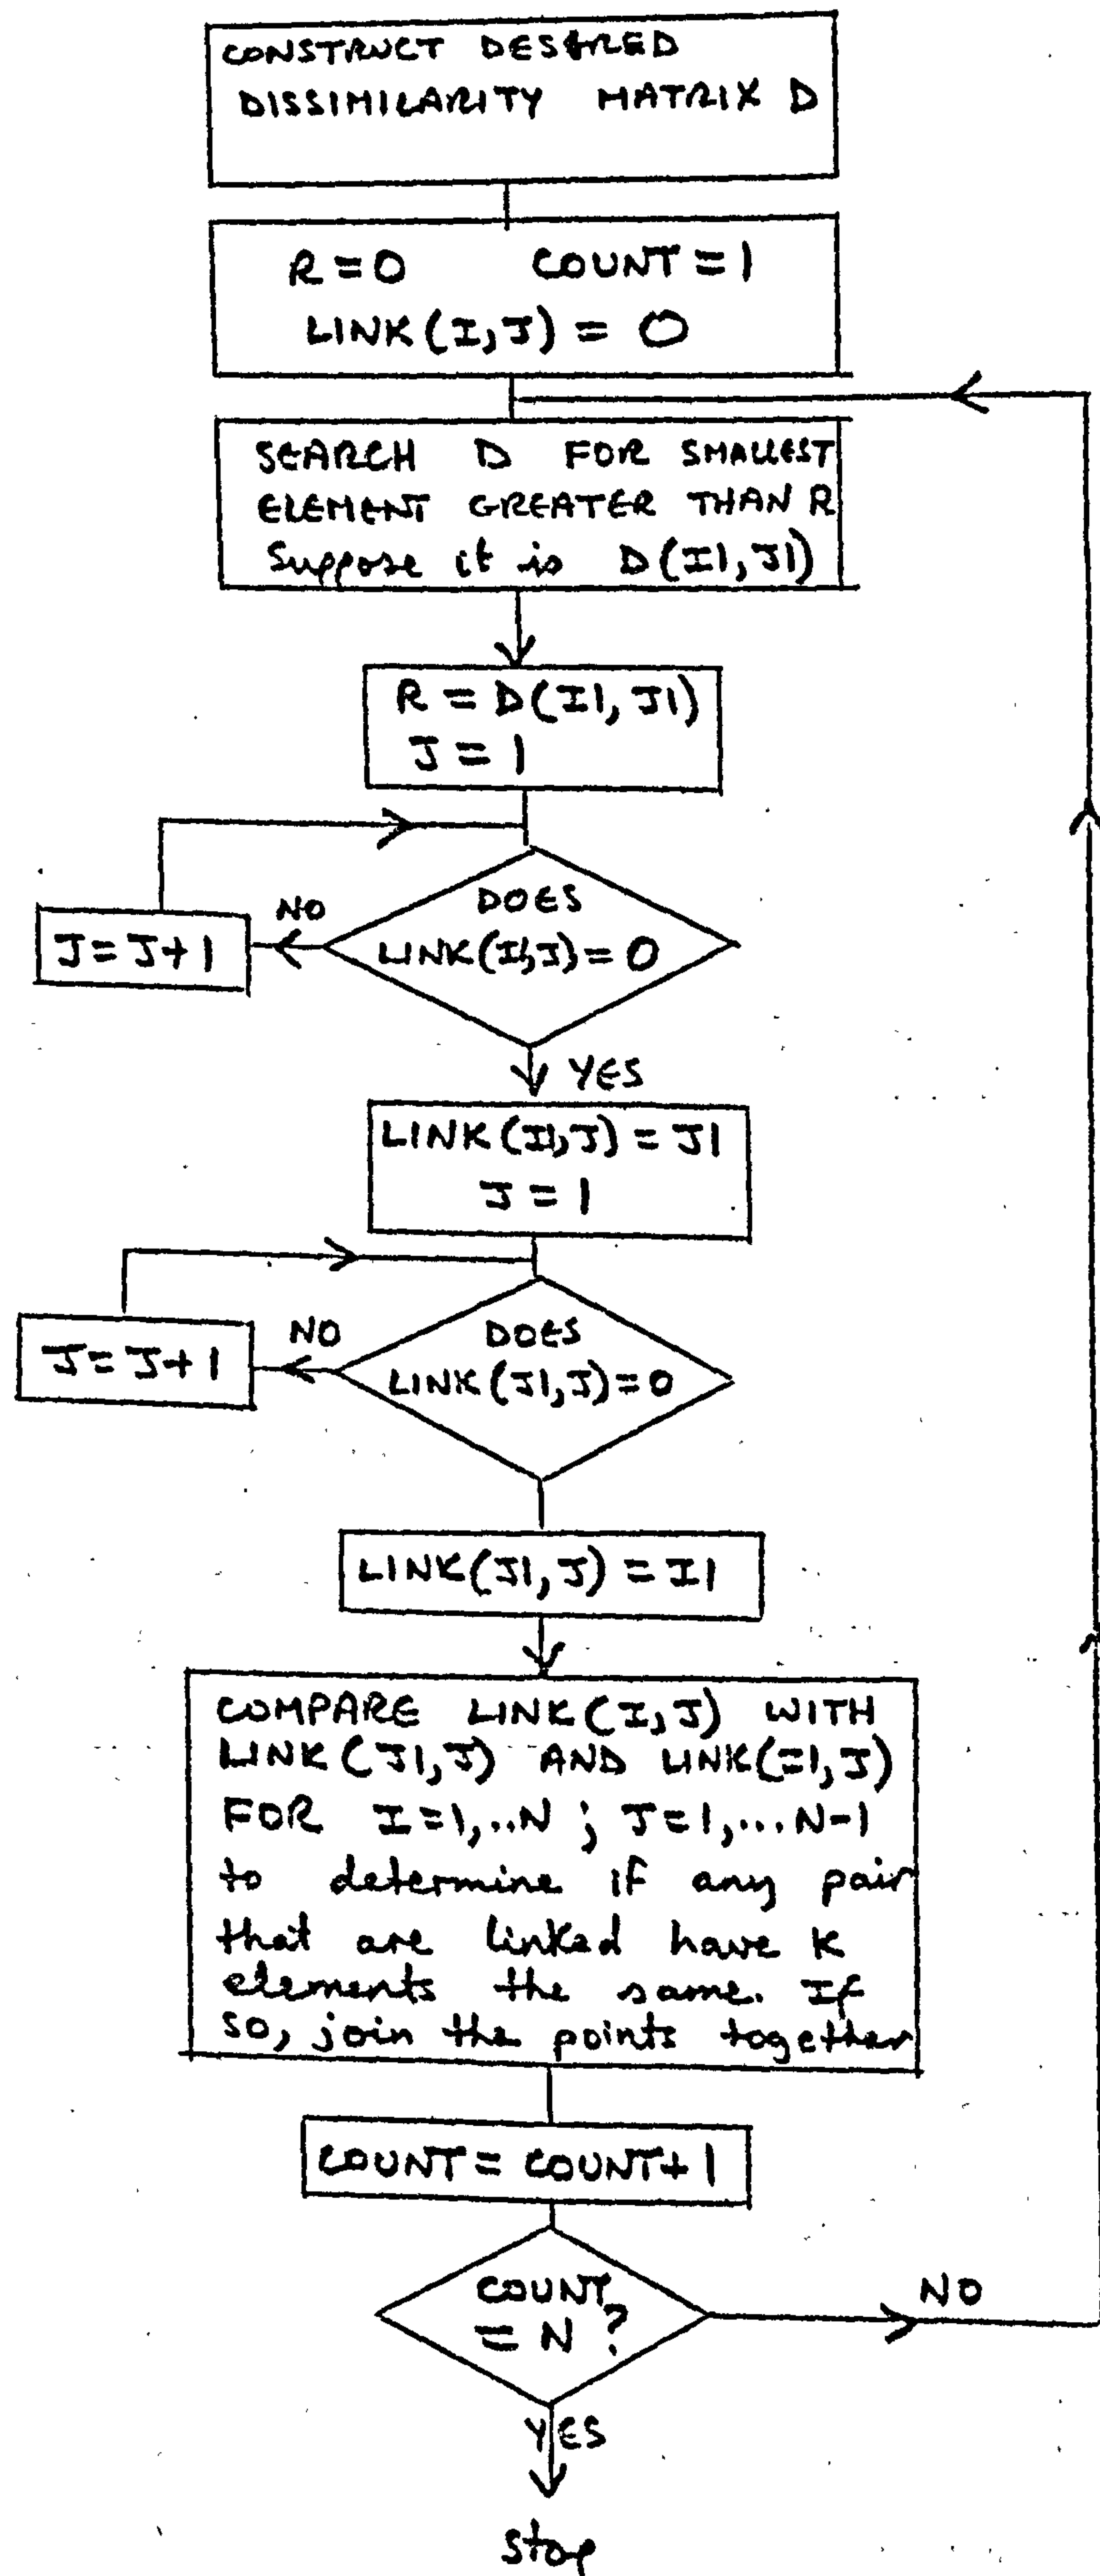 CONSTRUCT DESIRED
DISSIMILARITY MATRIX D
R = 0 COUNT = 1
LINK (I, J) = 0
SEARCH D FOR SMALLEST
ELEMENT GREATER THAN R
Suppose it is D(I1, J1)
R = D(I1, J1)
J = 1
DOES
LINK(I1,J) = 0
NO
J = J + 1
YES
LINK(I1,J) = J1
J = 1
DOES
LINK(J1,J) = 0
NO
J = J + 1
LINK(J1, J) = I1
COMPARE LINK(I, J) WITH
LINK(J1, J) AND LINK(I1, J)
FOR I = 1, .. N ; J = 1, ... N-1
to determine if any pair
that are linked have K
elements the same. If
so, join the points together
COUNT = COUNT + 1
COUNT
= N ?
NO
YES
stop